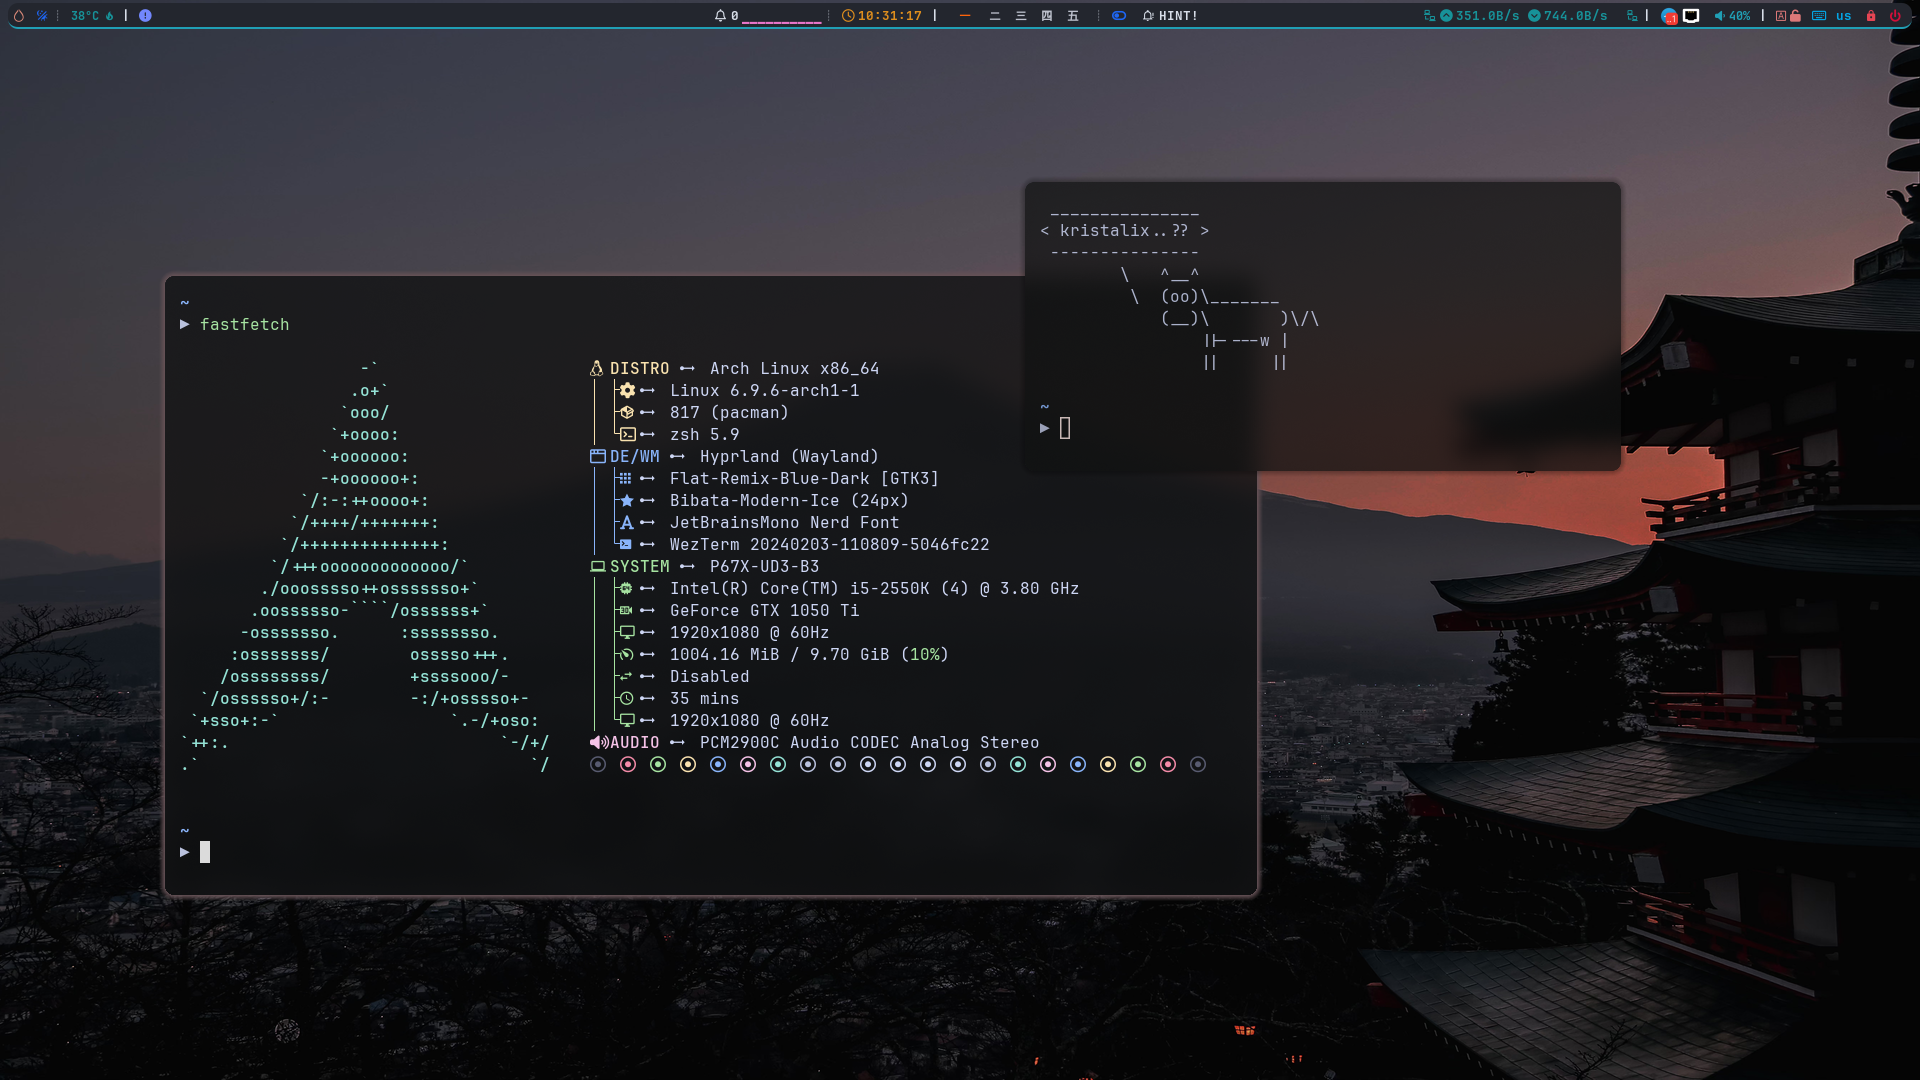 38°C | 0 10:31:17 | 一 二 三 四 五 HINT! 351.0B/s 744.0B/s | 1 40% | A us
 _______________
< kristalix..?? >
 ---------------
        \   ^__^
         \  (oo)\_______
            (__)\       )\/\
                ||----w |
                ||     ||
~
▶
~
▶ fastfetch
                  -`
                 .o+`
                `ooo/
               `+oooo:
              `+oooooo:
              -+oooooo+:
            `/:-:++oooo+:
           `/++++/+++++++:
          `/++++++++++++++:
         `/+++ooooooooooooo/`
        ./ooosssso++osssssso+`
       .oossssso-````/ossssss+`
      -osssssso.      :ssssssso.
     :osssssss/        osssso+++.
    /ossssssss/        +ssssooo/-
  `/ossssso+/:-        -:/+osssso+-
 `+sso+:-`                 `.-/+oso:
`++:.                           `-/+/
.`                                 `/
DISTRO Arch Linux x86_64
Linux 6.9.6-arch1-1
817 (pacman)
zsh 5.9
DE/WM Hyprland (Wayland)
Flat-Remix-Blue-Dark [GTK3]
Bibata-Modern-Ice (24px)
JetBrainsMono Nerd Font
WezTerm 20240203-110809-5046fc22
SYSTEM P67X-UD3-B3
Intel(R) Core(TM) i5-2550K (4) @ 3.80 GHz
GeForce GTX 1050 Ti
1920x1080 @ 60Hz
1004.16 MiB / 9.70 GiB (10%)
Disabled
35 mins
1920x1080 @ 60Hz
AUDIO PCM2900C Audio CODEC Analog Stereo
~
▶